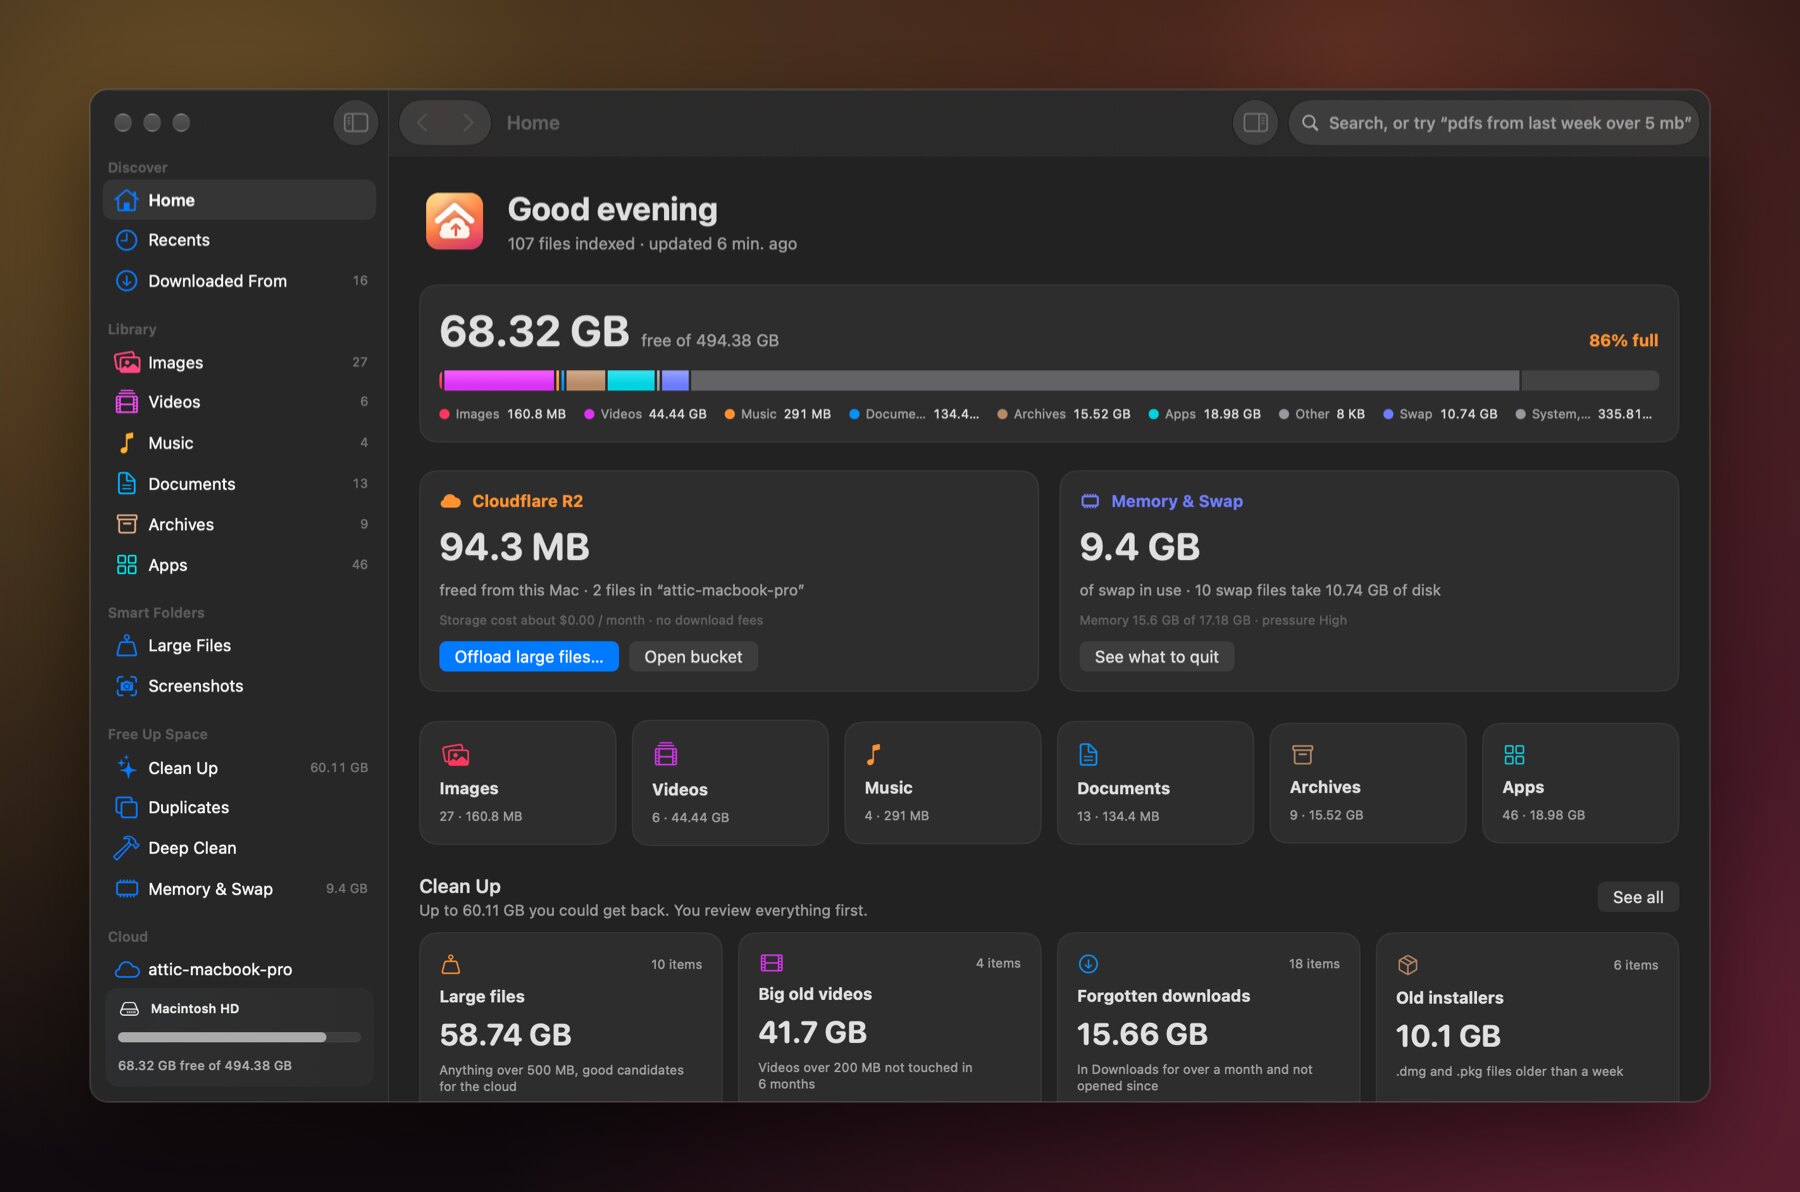 Home
Search, or try “pdfs from last week over 5 mb”
Discover
Home
Recents
Downloaded From 16
Library
Images 27
Videos 6
Music 4
Documents 13
Archives 9
Apps 46
Smart Folders
Large Files
Screenshots
Free Up Space
Clean Up 60.11 GB
Duplicates
Deep Clean
Memory & Swap 9.4 GB
Cloud
attic-macbook-pro
Macintosh HD
68.32 GB free of 494.38 GB
Good evening
107 files indexed · updated 6 min. ago
68.32 GB free of 494.38 GB 86% full
Images 160.8 MB Videos 44.44 GB Music 291 MB Docume... 134.4... Archives 15.52 GB Apps 18.98 GB Other 8 KB Swap 10.74 GB System,... 335.81...
Cloudflare R2
94.3 MB
freed from this Mac · 2 files in “attic-macbook-pro”
Storage cost about $0.00 / month · no download fees
Offload large files... Open bucket
Memory & Swap
9.4 GB
of swap in use · 10 swap files take 10.74 GB of disk
Memory 15.6 GB of 17.18 GB · pressure High
See what to quit
Images
27 · 160.8 MB
Videos
6 · 44.44 GB
Music
4 · 291 MB
Documents
13 · 134.4 MB
Archives
9 · 15.52 GB
Apps
46 · 18.98 GB
Clean Up
Up to 60.11 GB you could get back. You review everything first.
See all
10 items
Large files
58.74 GB
Anything over 500 MB, good candidates
for the cloud
4 items
Big old videos
41.7 GB
Videos over 200 MB not touched in
6 months
18 items
Forgotten downloads
15.66 GB
In Downloads for over a month and not
opened since
6 items
Old installers
10.1 GB
.dmg and .pkg files older than a week